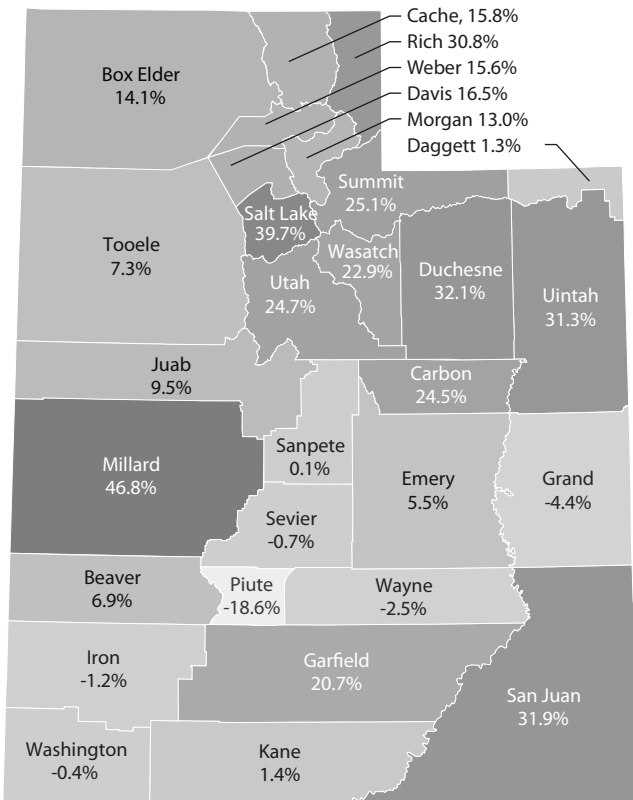 Cache, 15.8%
Rich 30.8%
Weber 15.6%
Davis 16.5%
Morgan 13.0%
Daggett 1.3%
Box Elder
14.1%
Summit
25.1%
Salt Lake
39.7%
Tooele
7.3%
Wasatch
22.9%
Duchesne
32.1%
Uintah
31.3%
Utah
24.7%
Juab
9.5%
Carbon
24.5%
Millard
46.8%
Sanpete
0.1%
Emery
5.5%
Grand
-4.4%
Sevier
-0.7%
Beaver
6.9%
Piute
-18.6%
Wayne
-2.5%
Iron
-1.2%
Garfield
20.7%
San Juan
31.9%
Washington
-0.4%
Kane
1.4%